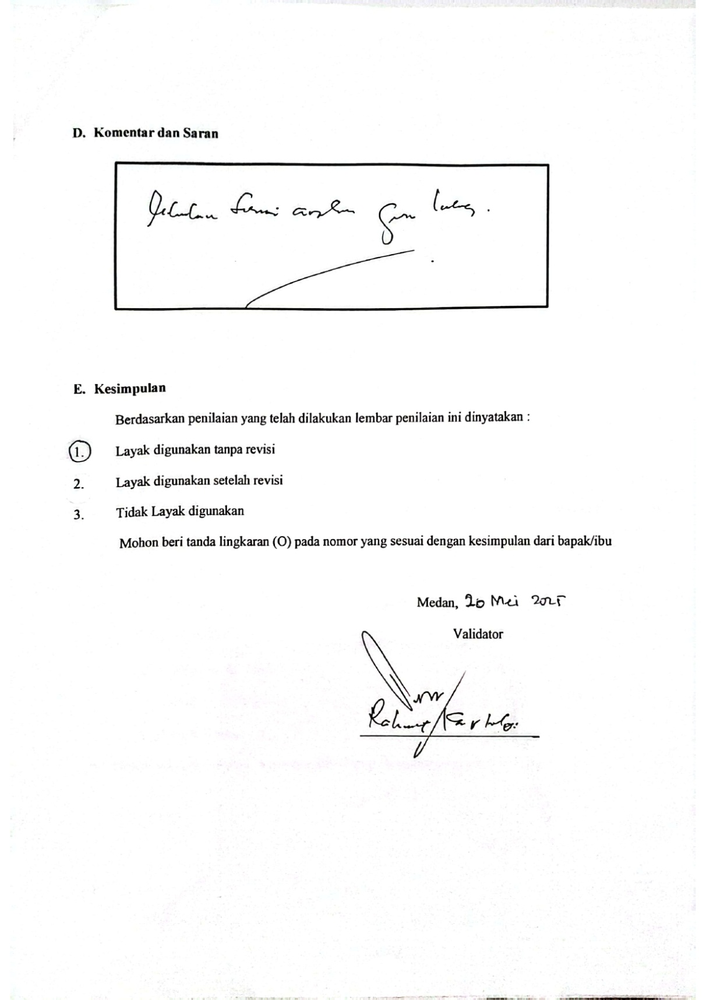 D. Komentar dan Saran
E. Kesimpulan
Berdasarkan penilaian yang telah dilakukan lembar penilaian ini dinyatakan :
1. Layak digunakan tanpa revisi
2. Layak digunakan setelah revisi
3. Tidak Layak digunakan
Mohon beri tanda lingkaran (O) pada nomor yang sesuai dengan kesimpulan dari bapak/ibu
Medan, 20 Mei 2025
Validator